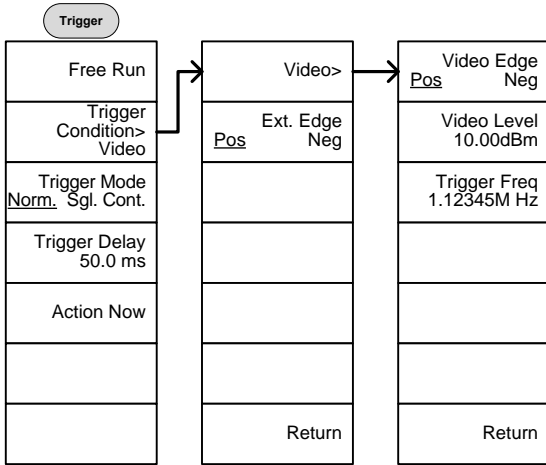 Trigger
Free Run
Trigger
Condition>
Video
Trigger Mode
Norm. Sgl. Cont.
Trigger Delay
50.0 ms
Action Now
Video>
Ext. Edge
Pos Neg
Return
Video Edge
Pos Neg
Video Level
10.00dBm
Trigger Freq
1.12345M Hz
Return